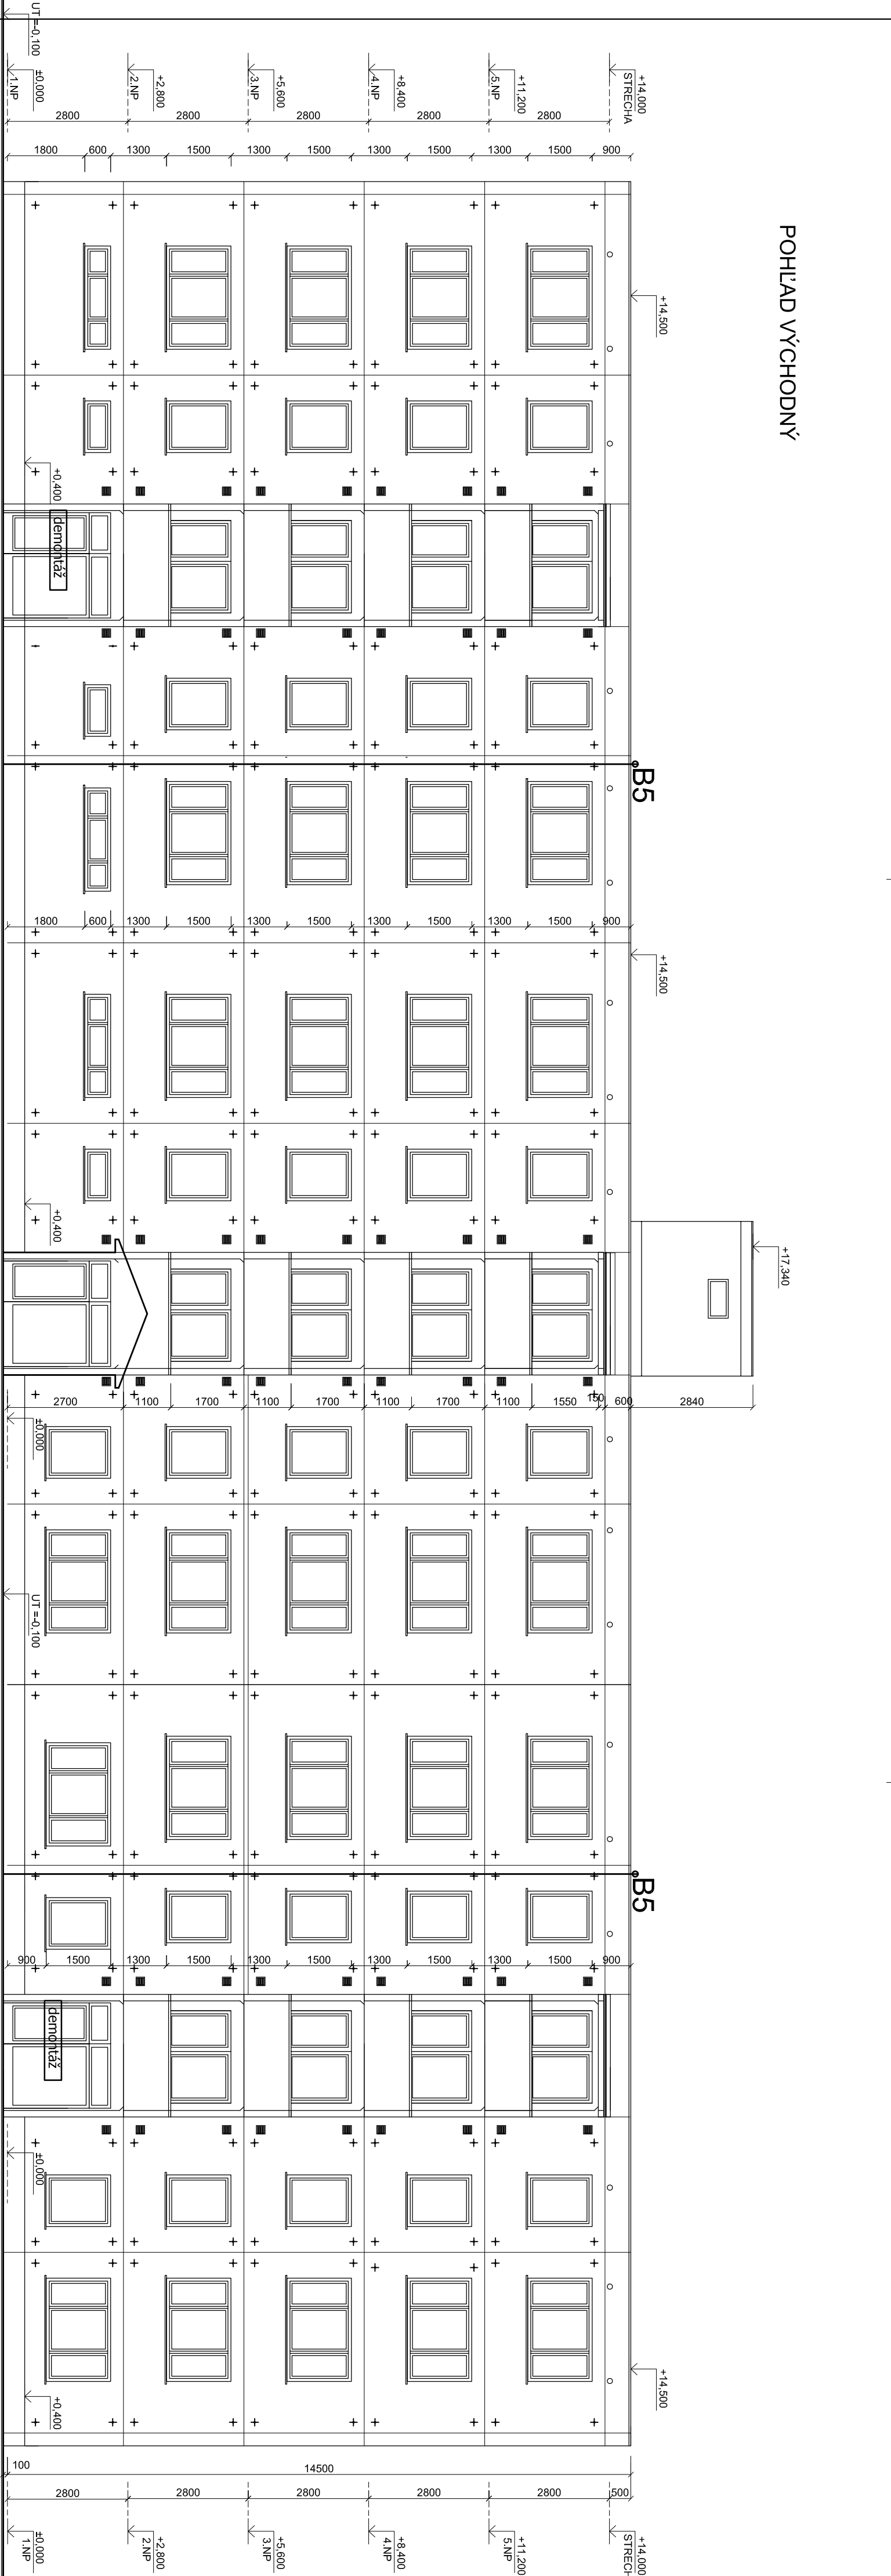 POHĽAD VÝCHODNÝ
UT =-0,100
±0,000
1.NP
+2,800
2.NP
+5,600
3.NP
+8,400
4.NP
+11,200
5.NP
+14,000
STRECHA
2800 2800 2800 2800 2800
1800 600 1300 1500 1300 1500 1300 1500 1300 1500 900
+14,500
+0,400
demontáž
B5
1800 600 1300 1500 1300 1500 1300 1500 1300 1500 900
+14,500
+0,400
+17,340
2700 1100 1700 1100 1700 1100 1700 1100 1550 150 600 2840
±0,000
UT =-0,100
B5
900 1500 1300 1500 1300 1500 1300 1500 1300 1500 900
demontáž
±0,000
+14,500
+0,400
100 14500
2800 2800 2800 2800 2800 500
±0,000
1.NP
+2,800
2.NP
+5,600
3.NP
+8,400
4.NP
+11,200
5.NP
+14,000
STRECH